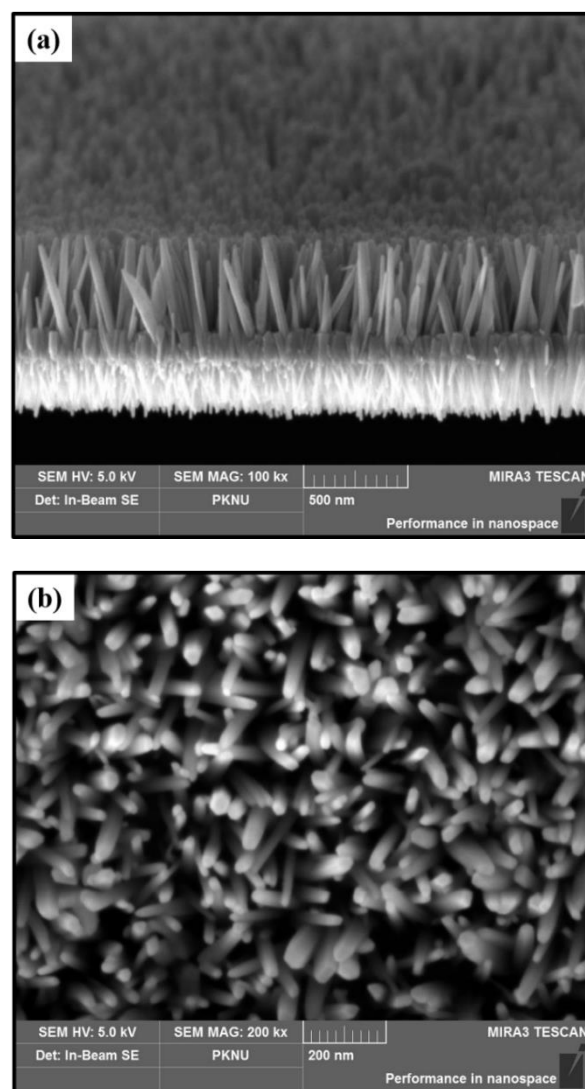 (a)
SEM HV: 5.0 kV SEM MAG: 100 kx MIRA3 TESCAN
Det: In-Beam SE PKNU 500 nm
Performance in nanospace
(b)
SEM HV: 5.0 kV SEM MAG: 200 kx MIRA3 TESCAN
Det: In-Beam SE PKNU 200 nm
Performance in nanospace